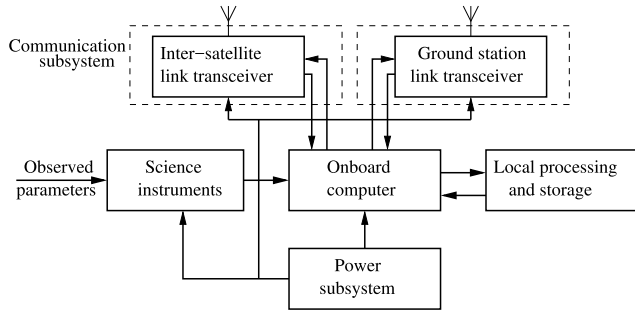 Communication
subsystem
Inter−satellite
link transceiver
Ground station
link transceiver
Observed
parameters
Science
instruments
Onboard
computer
Local processing
and storage
Power
subsystem